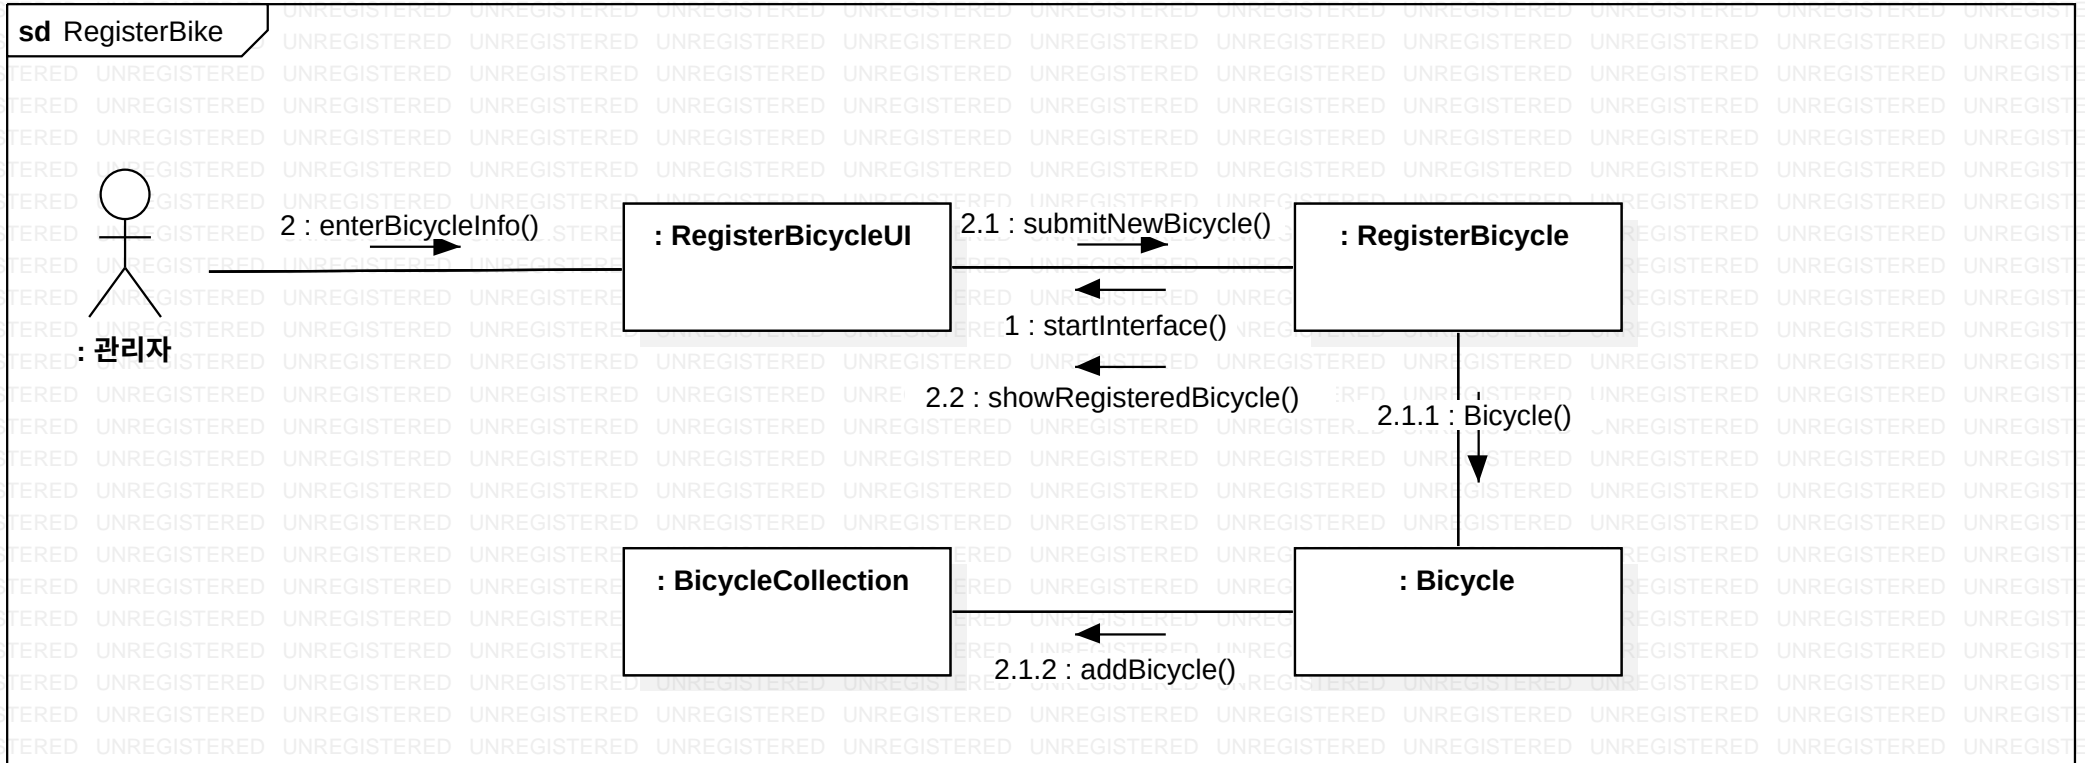 sd RegisterBike
2 : enterBicycleInfo()
: RegisterBicycleUI
2.1 : submitNewBicycle()
: RegisterBicycle
1 : startInterface()
: 관리자
2.2 : showRegisteredBicycle()
2.1.1 : Bicycle()
: BicycleCollection
: Bicycle
2.1.2 : addBicycle()
UNREGISTERED